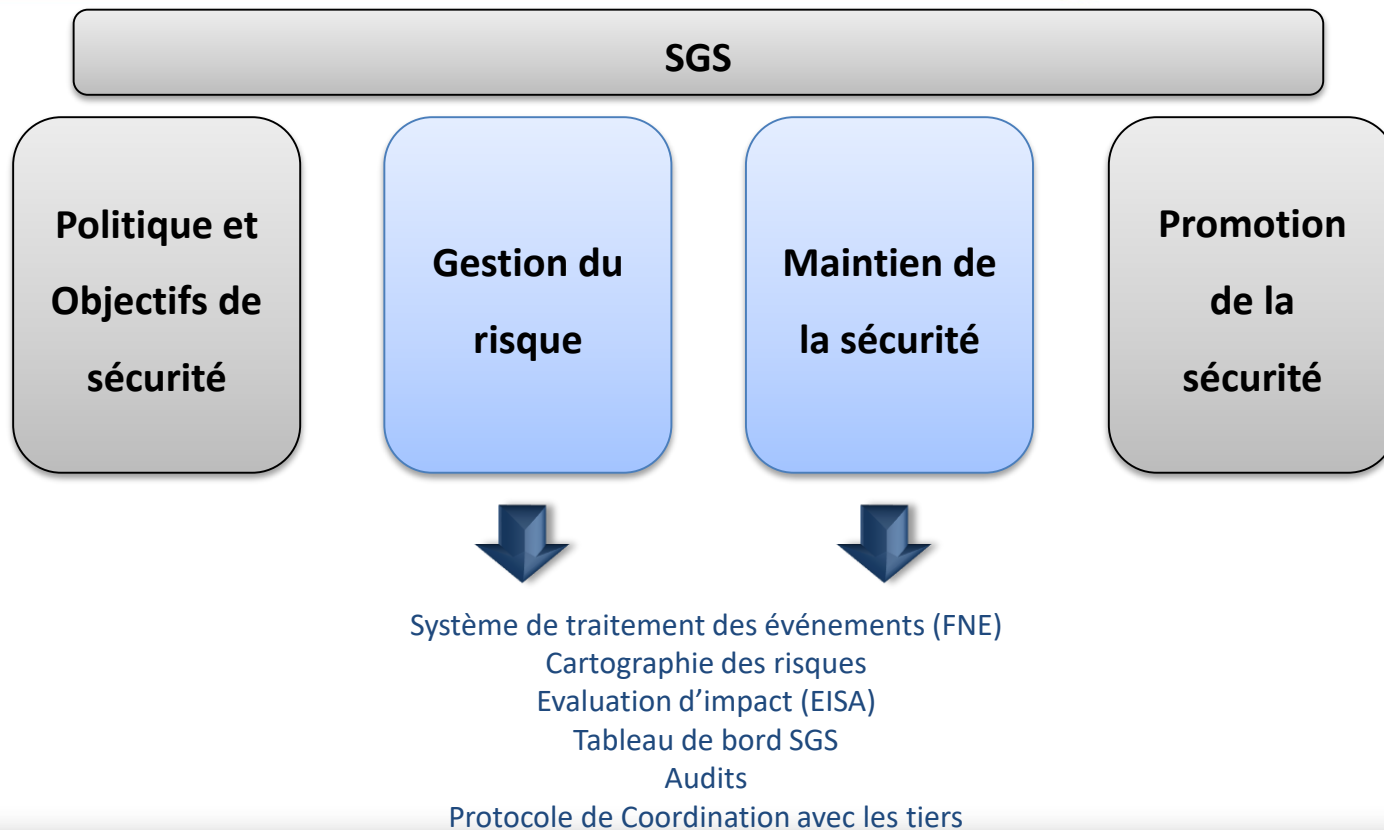 SGS
Politique et
Objectifs de
sécurité
Gestion du
risque
Maintien de
la sécurité
Promotion
de la
sécurité
Système de traitement des événements (FNE)
Cartographie des risques
Evaluation d’impact (EISA)
Tableau de bord SGS
Audits
Protocole de Coordination avec les tiers